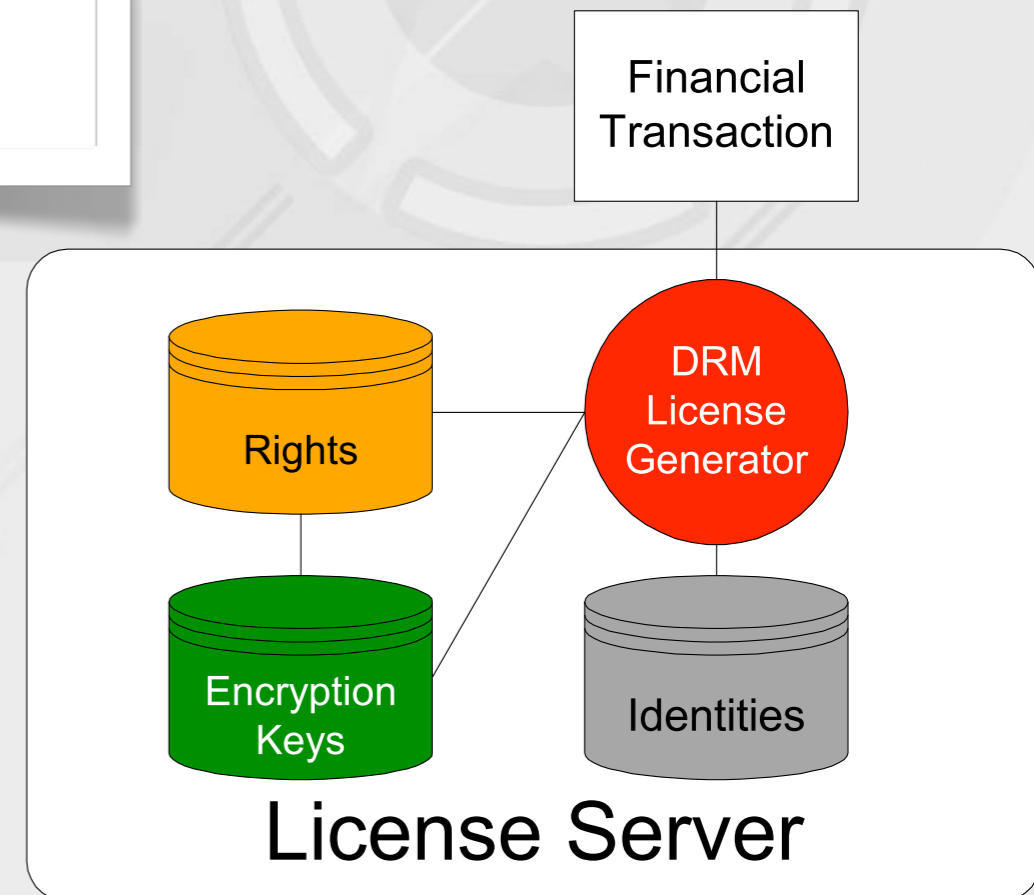 Financial
Transaction
DRM
License
Generator
Rights
Encryption
Keys
Identities
License Server